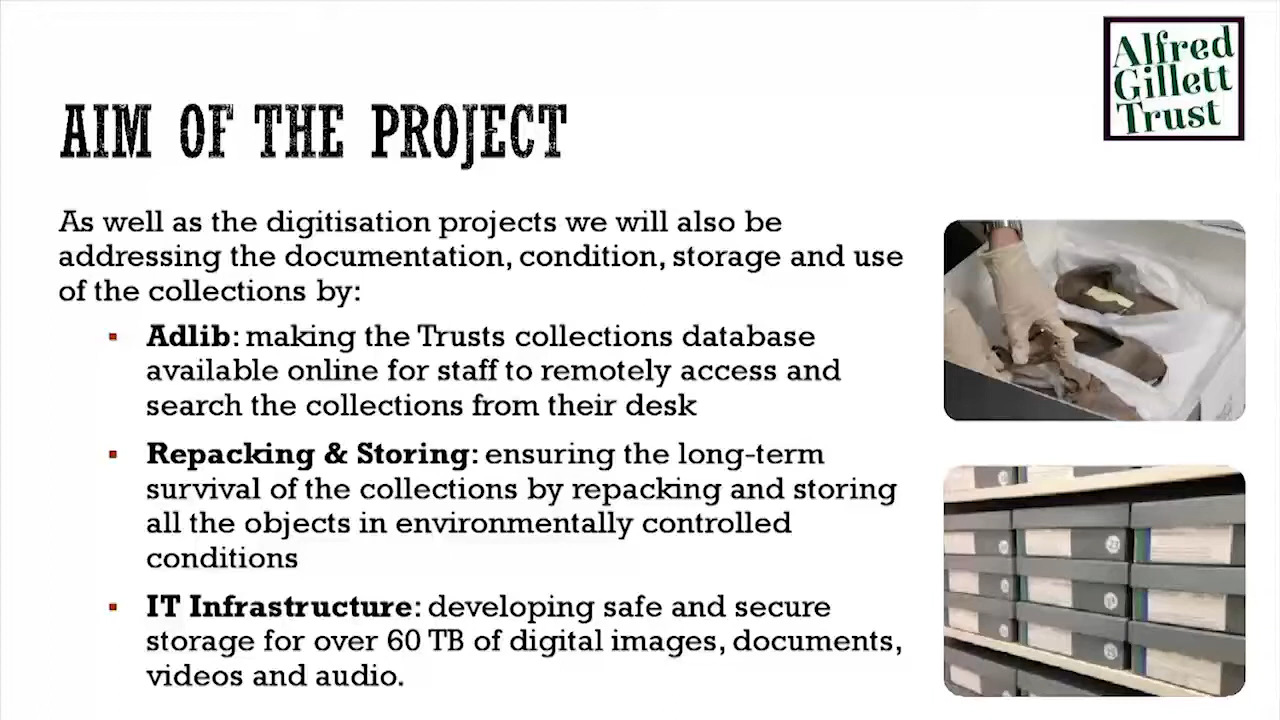 Alfred
Gillett
Trust
AIM OF THE PROJECT
As well as the digitisation projects we will also be
addressing the documentation, condition, storage and use
of the collections by:
▪ Adlib: making the Trusts collections database
available online for staff to remotely access and
search the collections from their desk
▪ Repacking & Storing: ensuring the long-term
survival of the collections by repacking and storing
all the objects in environmentally controlled
conditions
▪ IT Infrastructure: developing safe and secure
storage for over 60 TB of digital images, documents,
videos and audio.